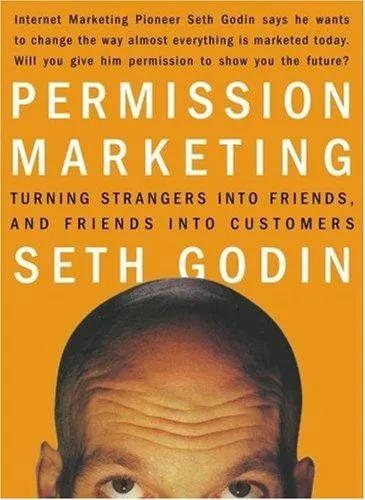 Internet Marketing Pioneer Seth Godin says he wants
to change the way almost everything is marketed today.
Will you give him permission to show you the future?
PERMISSION
MARKETING
TURNING STRANGERS INTO FRIENDS,
AND FRIENDS INTO CUSTOMERS
SETH GODIN